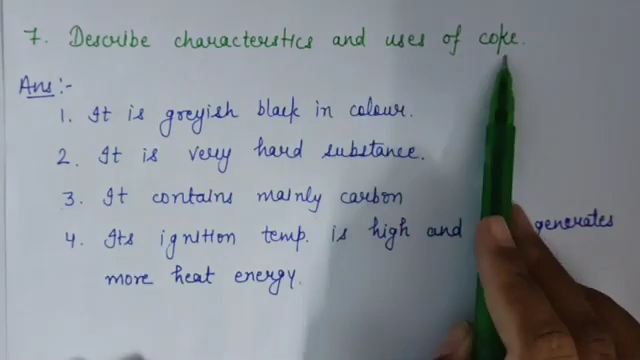 7. Describe characterstics and uses of coke.
Ans:-
1. It is greyish black in colour.
2. It is very hard substance.
3. It contains mainly carbon
4. Its ignition temp. is high and generates
more heat energy.